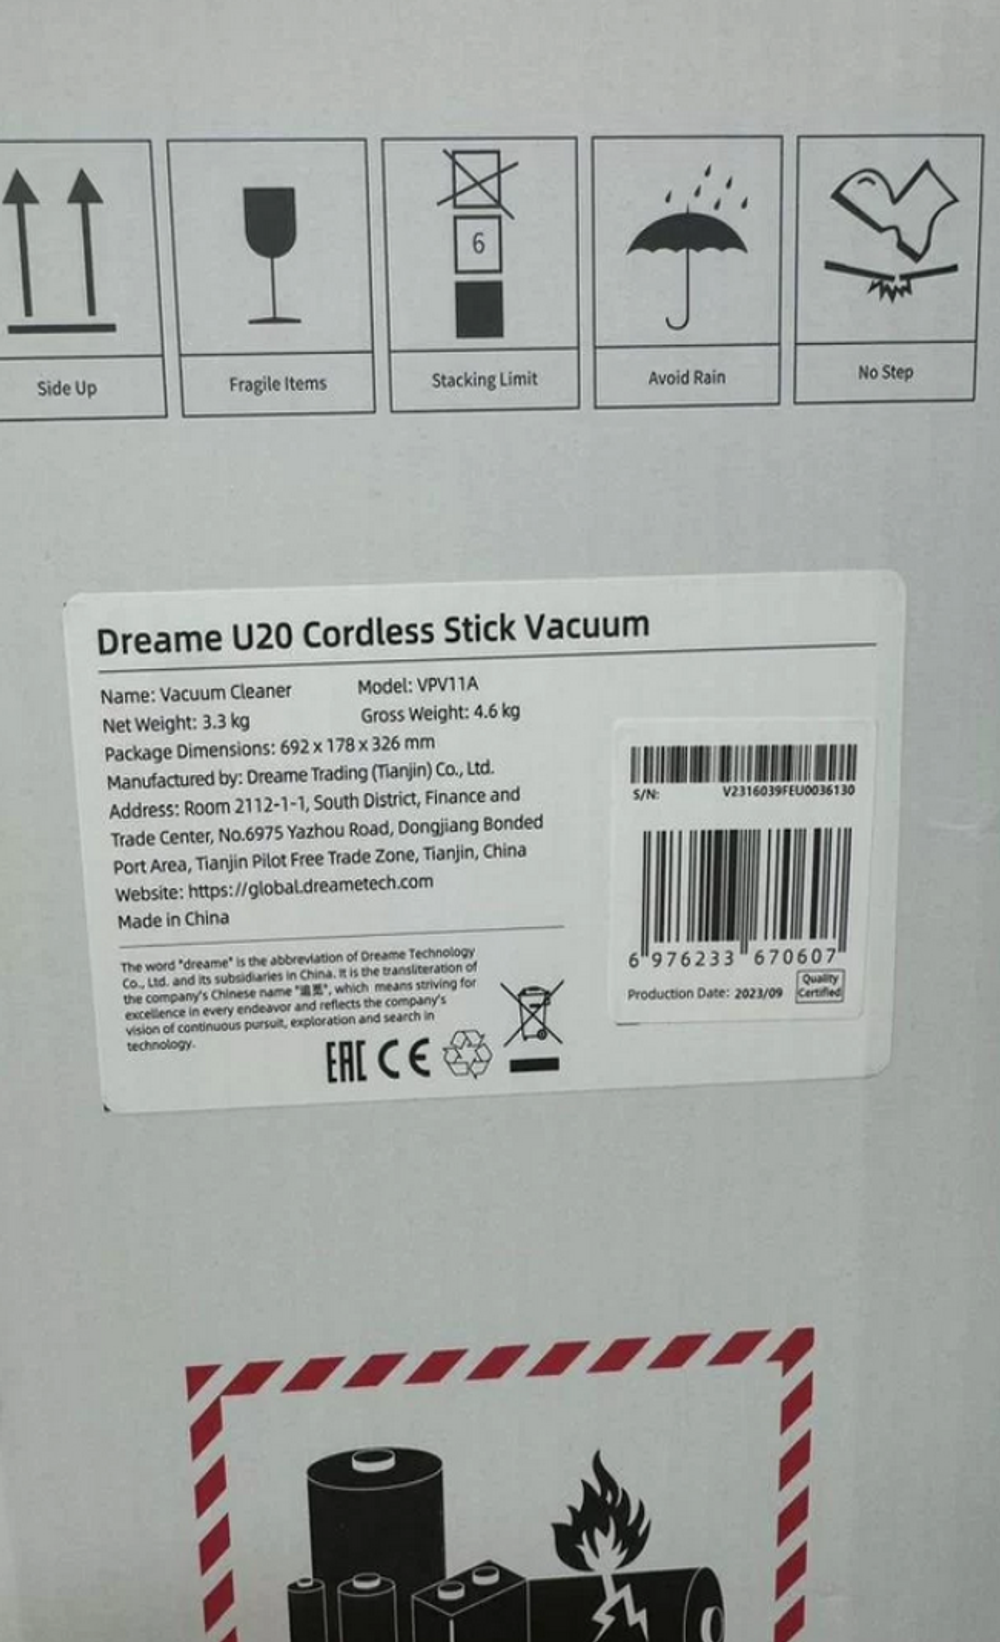 6
Side Up
Fragile Items
Stacking Limit
Avoid Rain
No Step
Dreame U20 Cordless Stick Vacuum
Name: Vacuum Cleaner Model: VPV11A
Net Weight: 3.3 kg Gross Weight: 4.6 kg
Package Dimensions: 692 x 178 x 326 mm
Manufactured by: Dreame Trading (Tianjin) Co., Ltd.
Address: Room 2112-1-1, South District, Finance and
Trade Center, No.6975 Yazhou Road, Dongjiang Bonded
Port Area, Tianjin Pilot Free Trade Zone, Tianjin, China
Website: https://global.dreametech.com
Made in China
The word "dreame" is the abbreviation of Dreame Technology
Co., Ltd. and its subsidiaries in China. It is the transliteration of
the company's Chinese name "追觅", which means striving for
excellence in every endeavor and reflects the company's
vision of continuous pursuit, exploration and search in
technology.
EAC CE
S/N: V2316039FEU0036130
6 976233 670607
Production Date: 2023/09
Quality
Certified